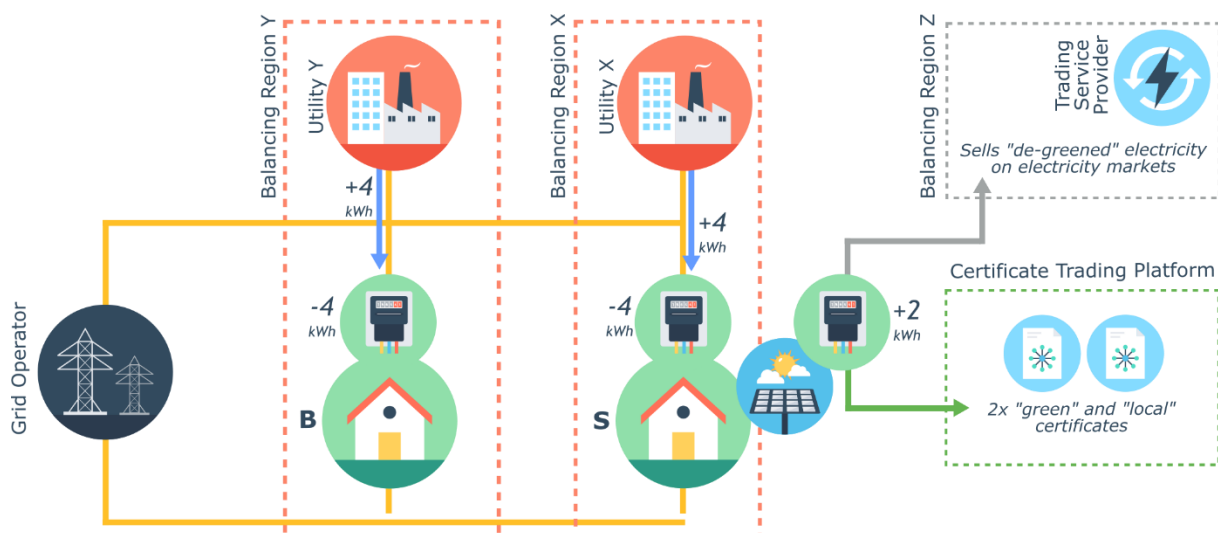 Balancing Region Y
Utility Y
+4
kWh
-4
kWh
B
Balancing Region X
Utility X
+4
kWh
-4
kWh
S
Grid Operator
+2
kWh
Balancing Region Z
Trading
Service
Provider
Sells "de-greened" electricity
on electricity markets
Certificate Trading Platform
2x "green" and "local"
certificates